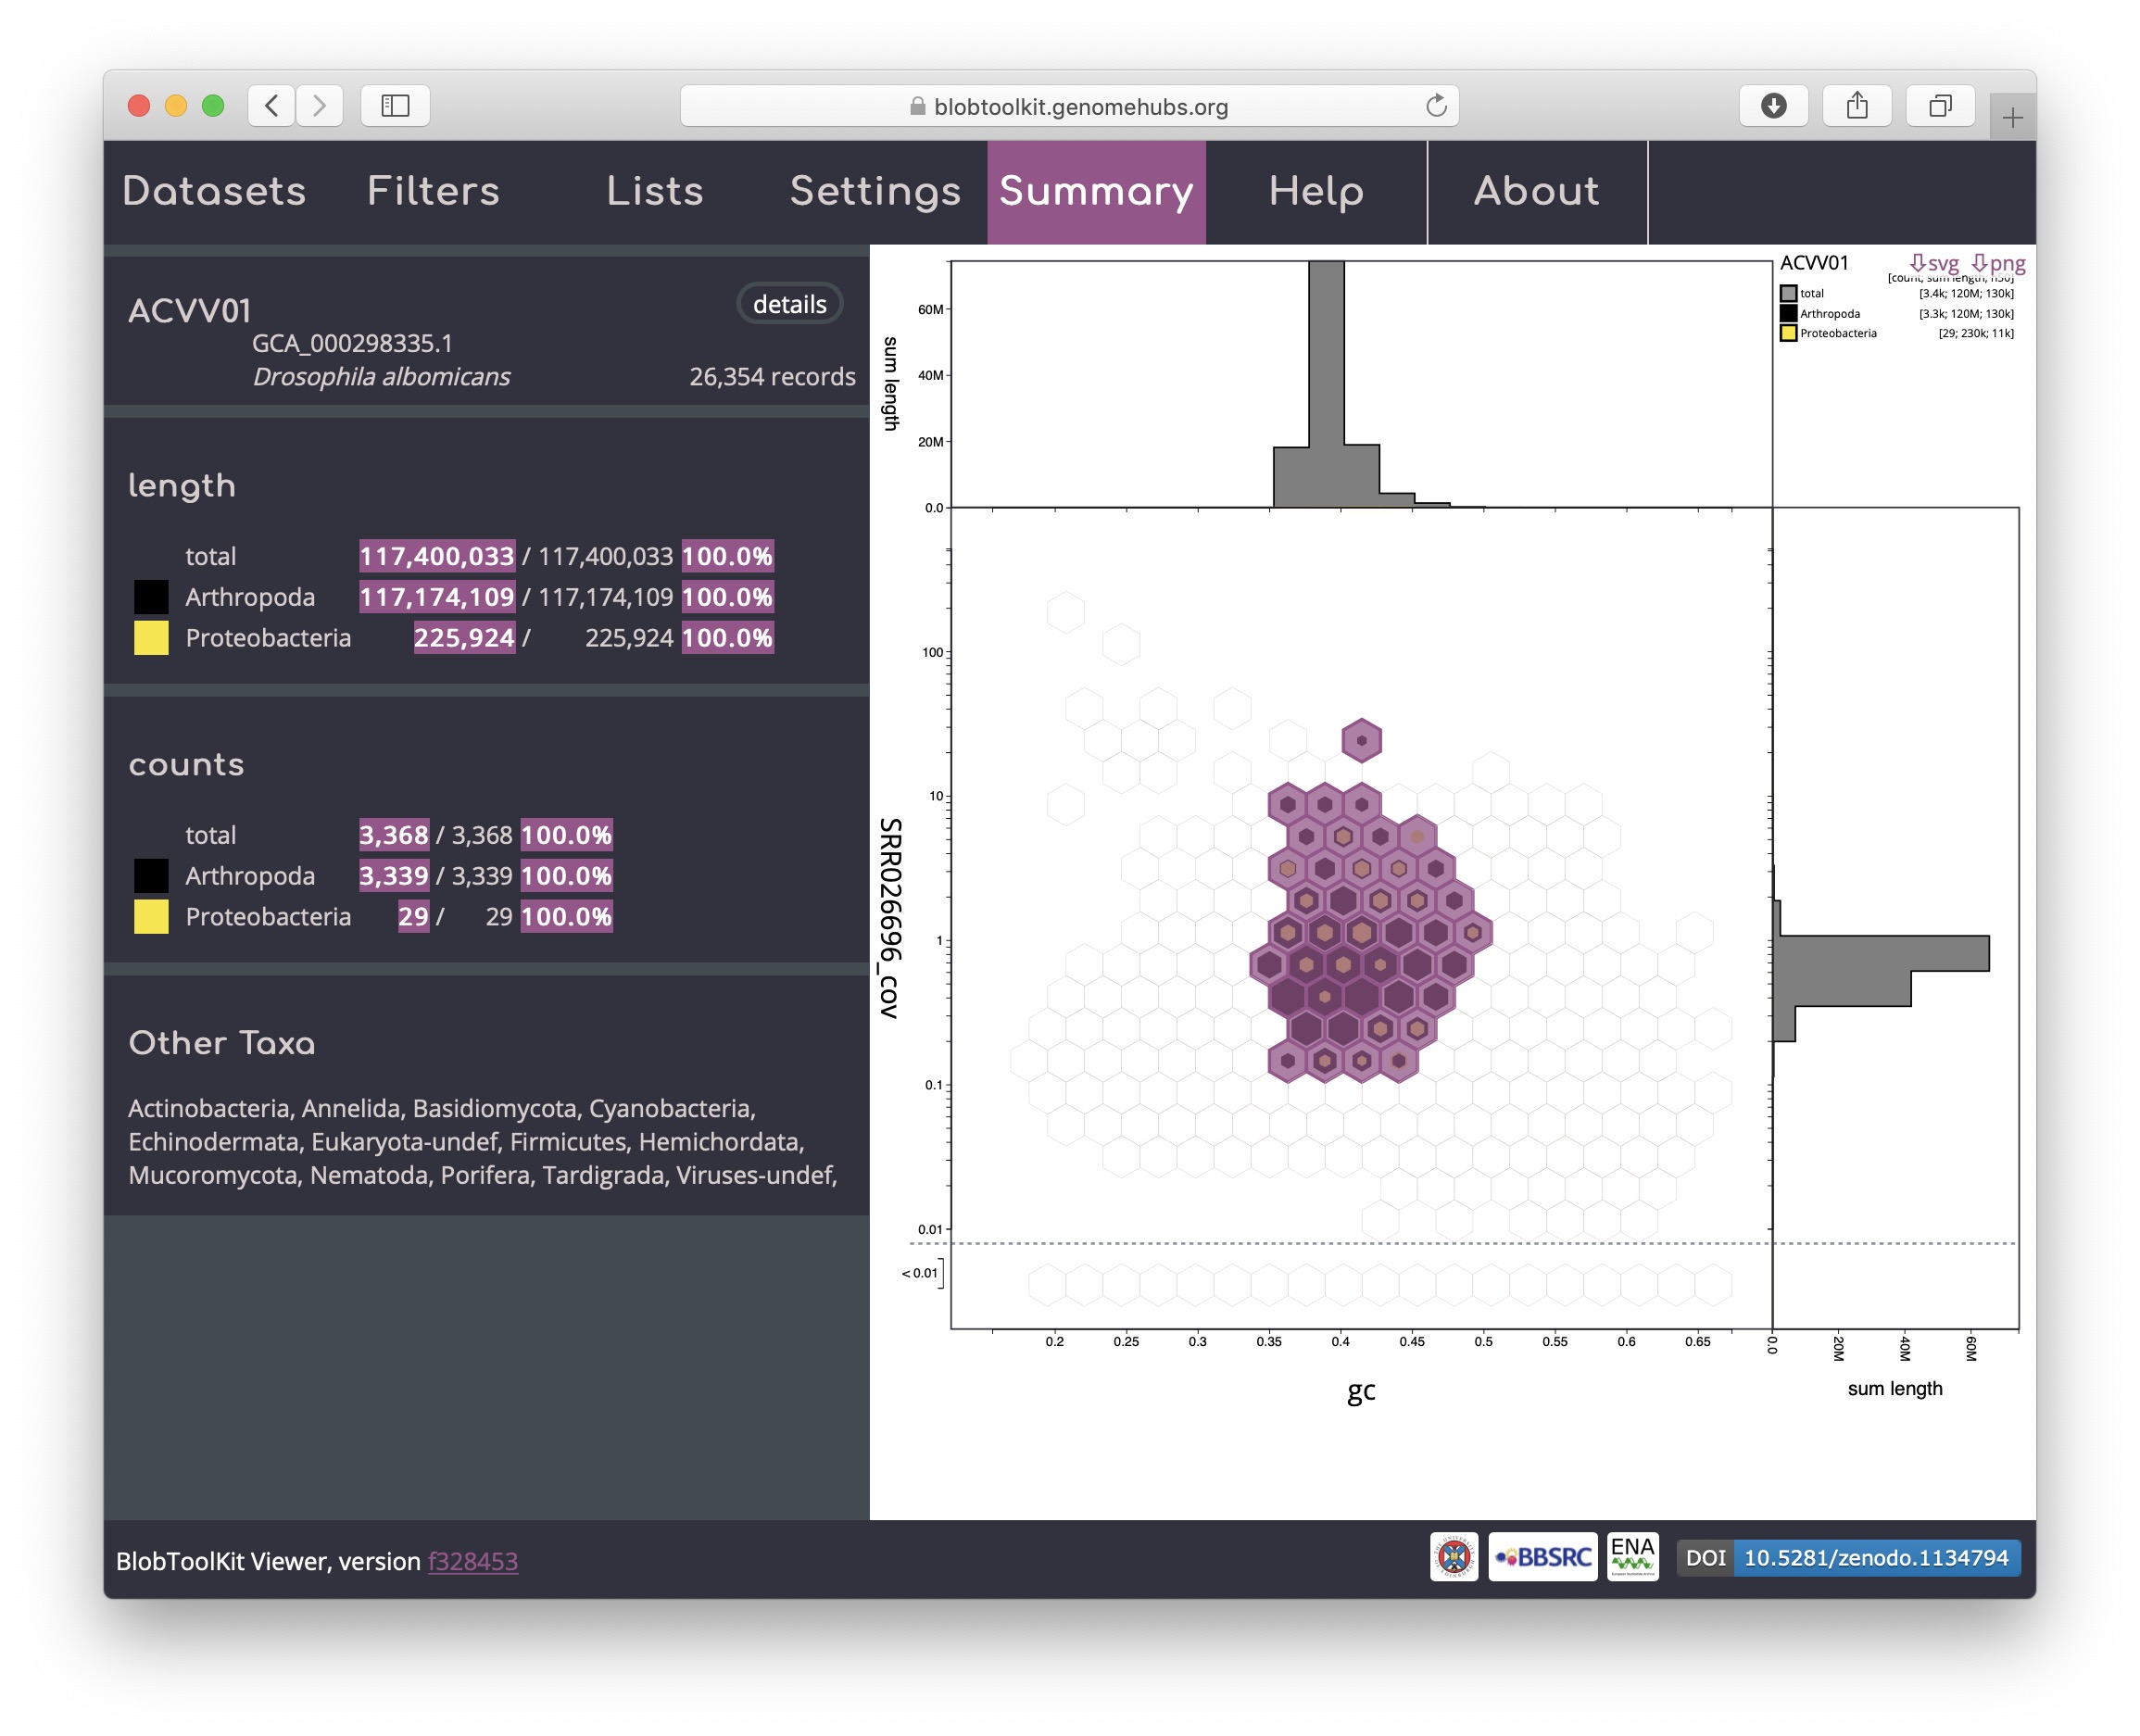 blobtoolkit.genomehubs.org
Datasets Filters Lists Settings Summary Help About
ACVV01 details
GCA_000298335.1
Drosophila albomicans 26,354 records
length
total 117,400,033 / 117,400,033 100.0%
Arthropoda 117,174,109 / 117,174,109 100.0%
Proteobacteria 225,924 / 225,924 100.0%
counts
total 3,368 / 3,368 100.0%
Arthropoda 3,339 / 3,339 100.0%
Proteobacteria 29 / 29 100.0%
Other Taxa
Actinobacteria, Annelida, Basidiomycota, Cyanobacteria,
Echinodermata, Eukaryota-undef, Firmicutes, Hemichordata,
Mucoromycota, Nematoda, Porifera, Tardigrada, Viruses-undef,
ACVV01 svg png
[count; sum length; n50]
total [3.4k; 120M; 130k]
Arthropoda [3.3k; 120M; 130k]
Proteobacteria [29; 230k; 11k]
sum length
60M
40M
20M
0.0
SRR026696_cov
100
10
1
0.1
0.01
< 0.01
0.2 0.25 0.3 0.35 0.4 0.45 0.5 0.55 0.6 0.65
gc
0.0 20M 40M 60M
sum length
BlobToolKit Viewer, version f328453
BBSRC
ENA
DOI 10.5281/zenodo.1134794